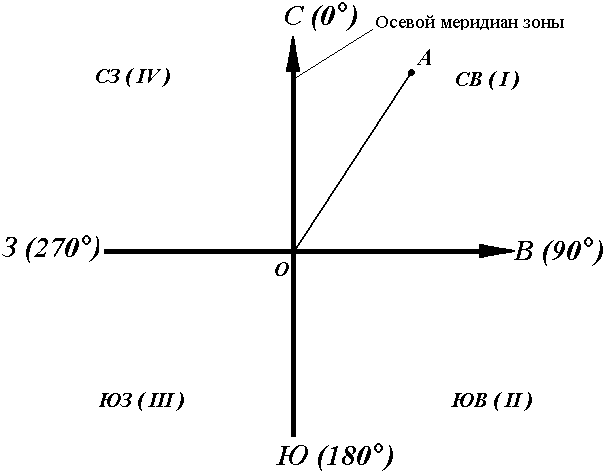 С (0°)
Осевой меридиан зоны
А
СЗ ( IV )
СВ ( I )
З (270°)
В (90°)
О
ЮЗ ( III )
ЮВ ( II )
Ю (180°)